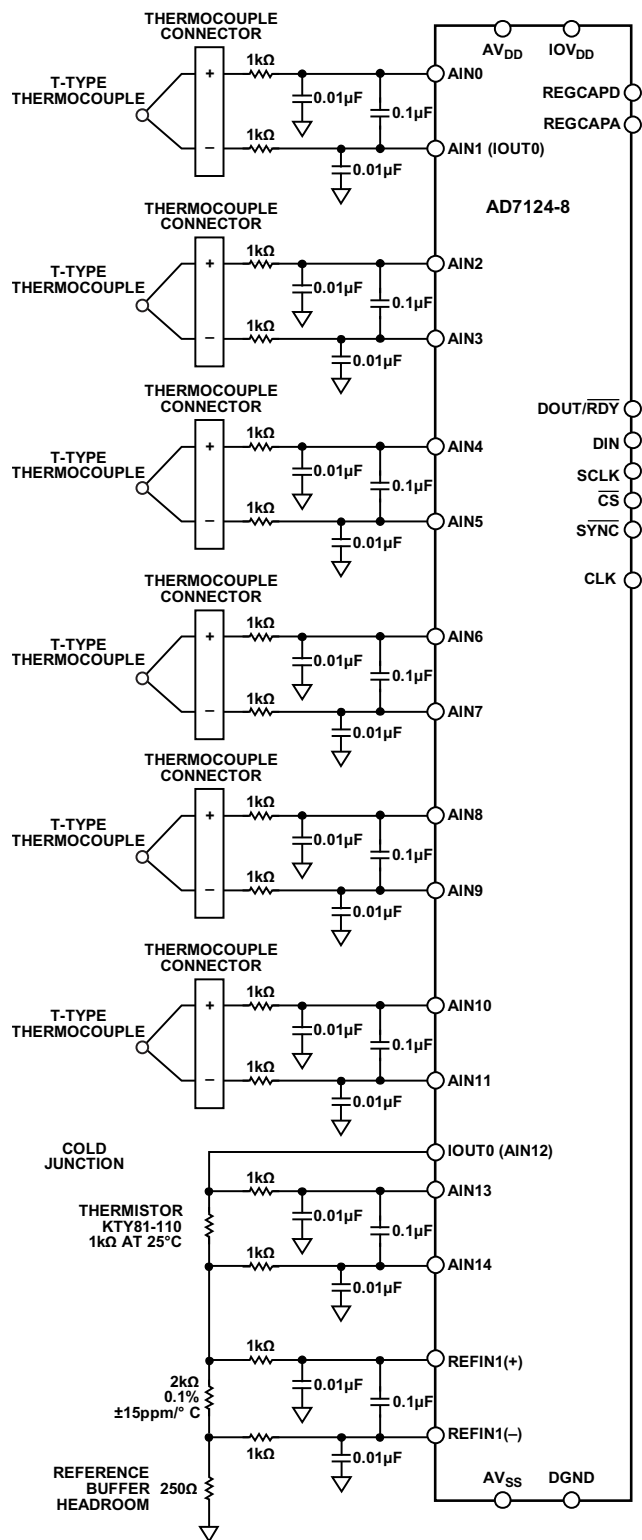 THERMOCOUPLE
CONNECTOR
T-TYPE
THERMOCOUPLE
+
–
1kΩ
1kΩ
0.01µF
0.1µF
0.01µF
AIN0
AIN1 (IOUT0)
AV_DD
IOV_DD
REGCAPD
REGCAPA
AD7124-8
THERMOCOUPLE
CONNECTOR
T-TYPE
THERMOCOUPLE
+
–
1kΩ
1kΩ
0.01µF
0.1µF
0.01µF
AIN2
AIN3
THERMOCOUPLE
CONNECTOR
T-TYPE
THERMOCOUPLE
+
–
1kΩ
1kΩ
0.01µF
0.1µF
0.01µF
AIN4
AIN5
DOUT/RDY
DIN
SCLK
CS
SYNC
CLK
THERMOCOUPLE
CONNECTOR
T-TYPE
THERMOCOUPLE
+
–
1kΩ
1kΩ
0.01µF
0.1µF
0.01µF
AIN6
AIN7
THERMOCOUPLE
CONNECTOR
T-TYPE
THERMOCOUPLE
+
–
1kΩ
1kΩ
0.01µF
0.1µF
0.01µF
AIN8
AIN9
THERMOCOUPLE
CONNECTOR
T-TYPE
THERMOCOUPLE
+
–
1kΩ
1kΩ
0.01µF
0.1µF
0.01µF
AIN10
AIN11
COLD
JUNCTION
IOUT0 (AIN12)
THERMISTOR
KTY81-110
1kΩ AT 25°C
1kΩ
1kΩ
0.01µF
0.1µF
0.01µF
AIN13
AIN14
2kΩ
0.1%
±15ppm/° C
1kΩ
1kΩ
0.01µF
0.1µF
0.01µF
REFIN1(+)
REFIN1(–)
REFERENCE
BUFFER
HEADROOM
250Ω
AV_SS
DGND